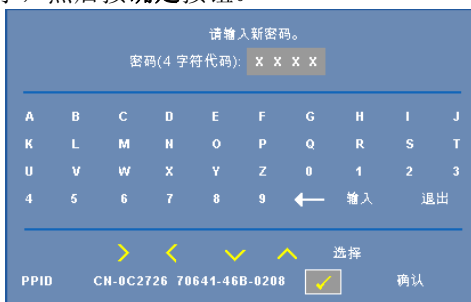 请输入新密码。
密码(4 字符代码): X X X X
A B C D E F G H I J
K L M N O P Q R S T
U V W X Y Z 0 1 2 3
4 5 6 7 8 9 ← 输入 退出
选择
PPID CN-0C2726 70641-46B-0208 确认